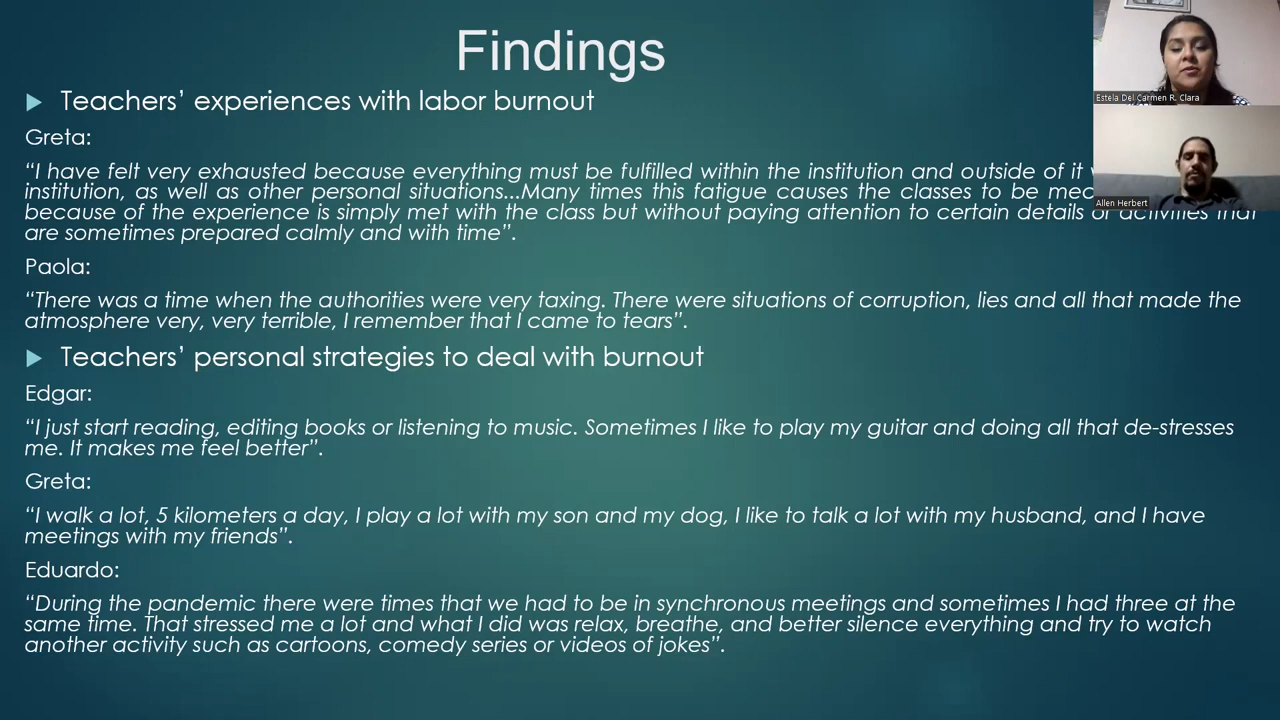 Findings
Teachers’ experiences with labor burnout
Greta:
“I have felt very exhausted because everything must be fulfilled within the institution and outside of it
institution, as well as other personal situations...Many times this fatigue causes the classes to be
because of the experience is simply met with the class but without paying attention to certain details or activities that
are sometimes prepared calmly and with time”.
Paola:
“There was a time when the authorities were very taxing. There were situations of corruption, lies and all that made the
atmosphere very, very terrible, I remember that I came to tears”.
Teachers’ personal strategies to deal with burnout
Edgar:
“I just start reading, editing books or listening to music. Sometimes I like to play my guitar and doing all that de-stresses
me. It makes me feel better”.
Greta:
“I walk a lot, 5 kilometers a day, I play a lot with my son and my dog, I like to talk a lot with my husband, and I have
meetings with my friends”.
Eduardo:
“During the pandemic there were times that we had to be in synchronous meetings and sometimes I had three at the
same time. That stressed me a lot and what I did was relax, breathe, and better silence everything and try to watch
another activity such as cartoons, comedy series or videos of jokes”.
Estela Del Carmen R. Clara
Allen Herbert